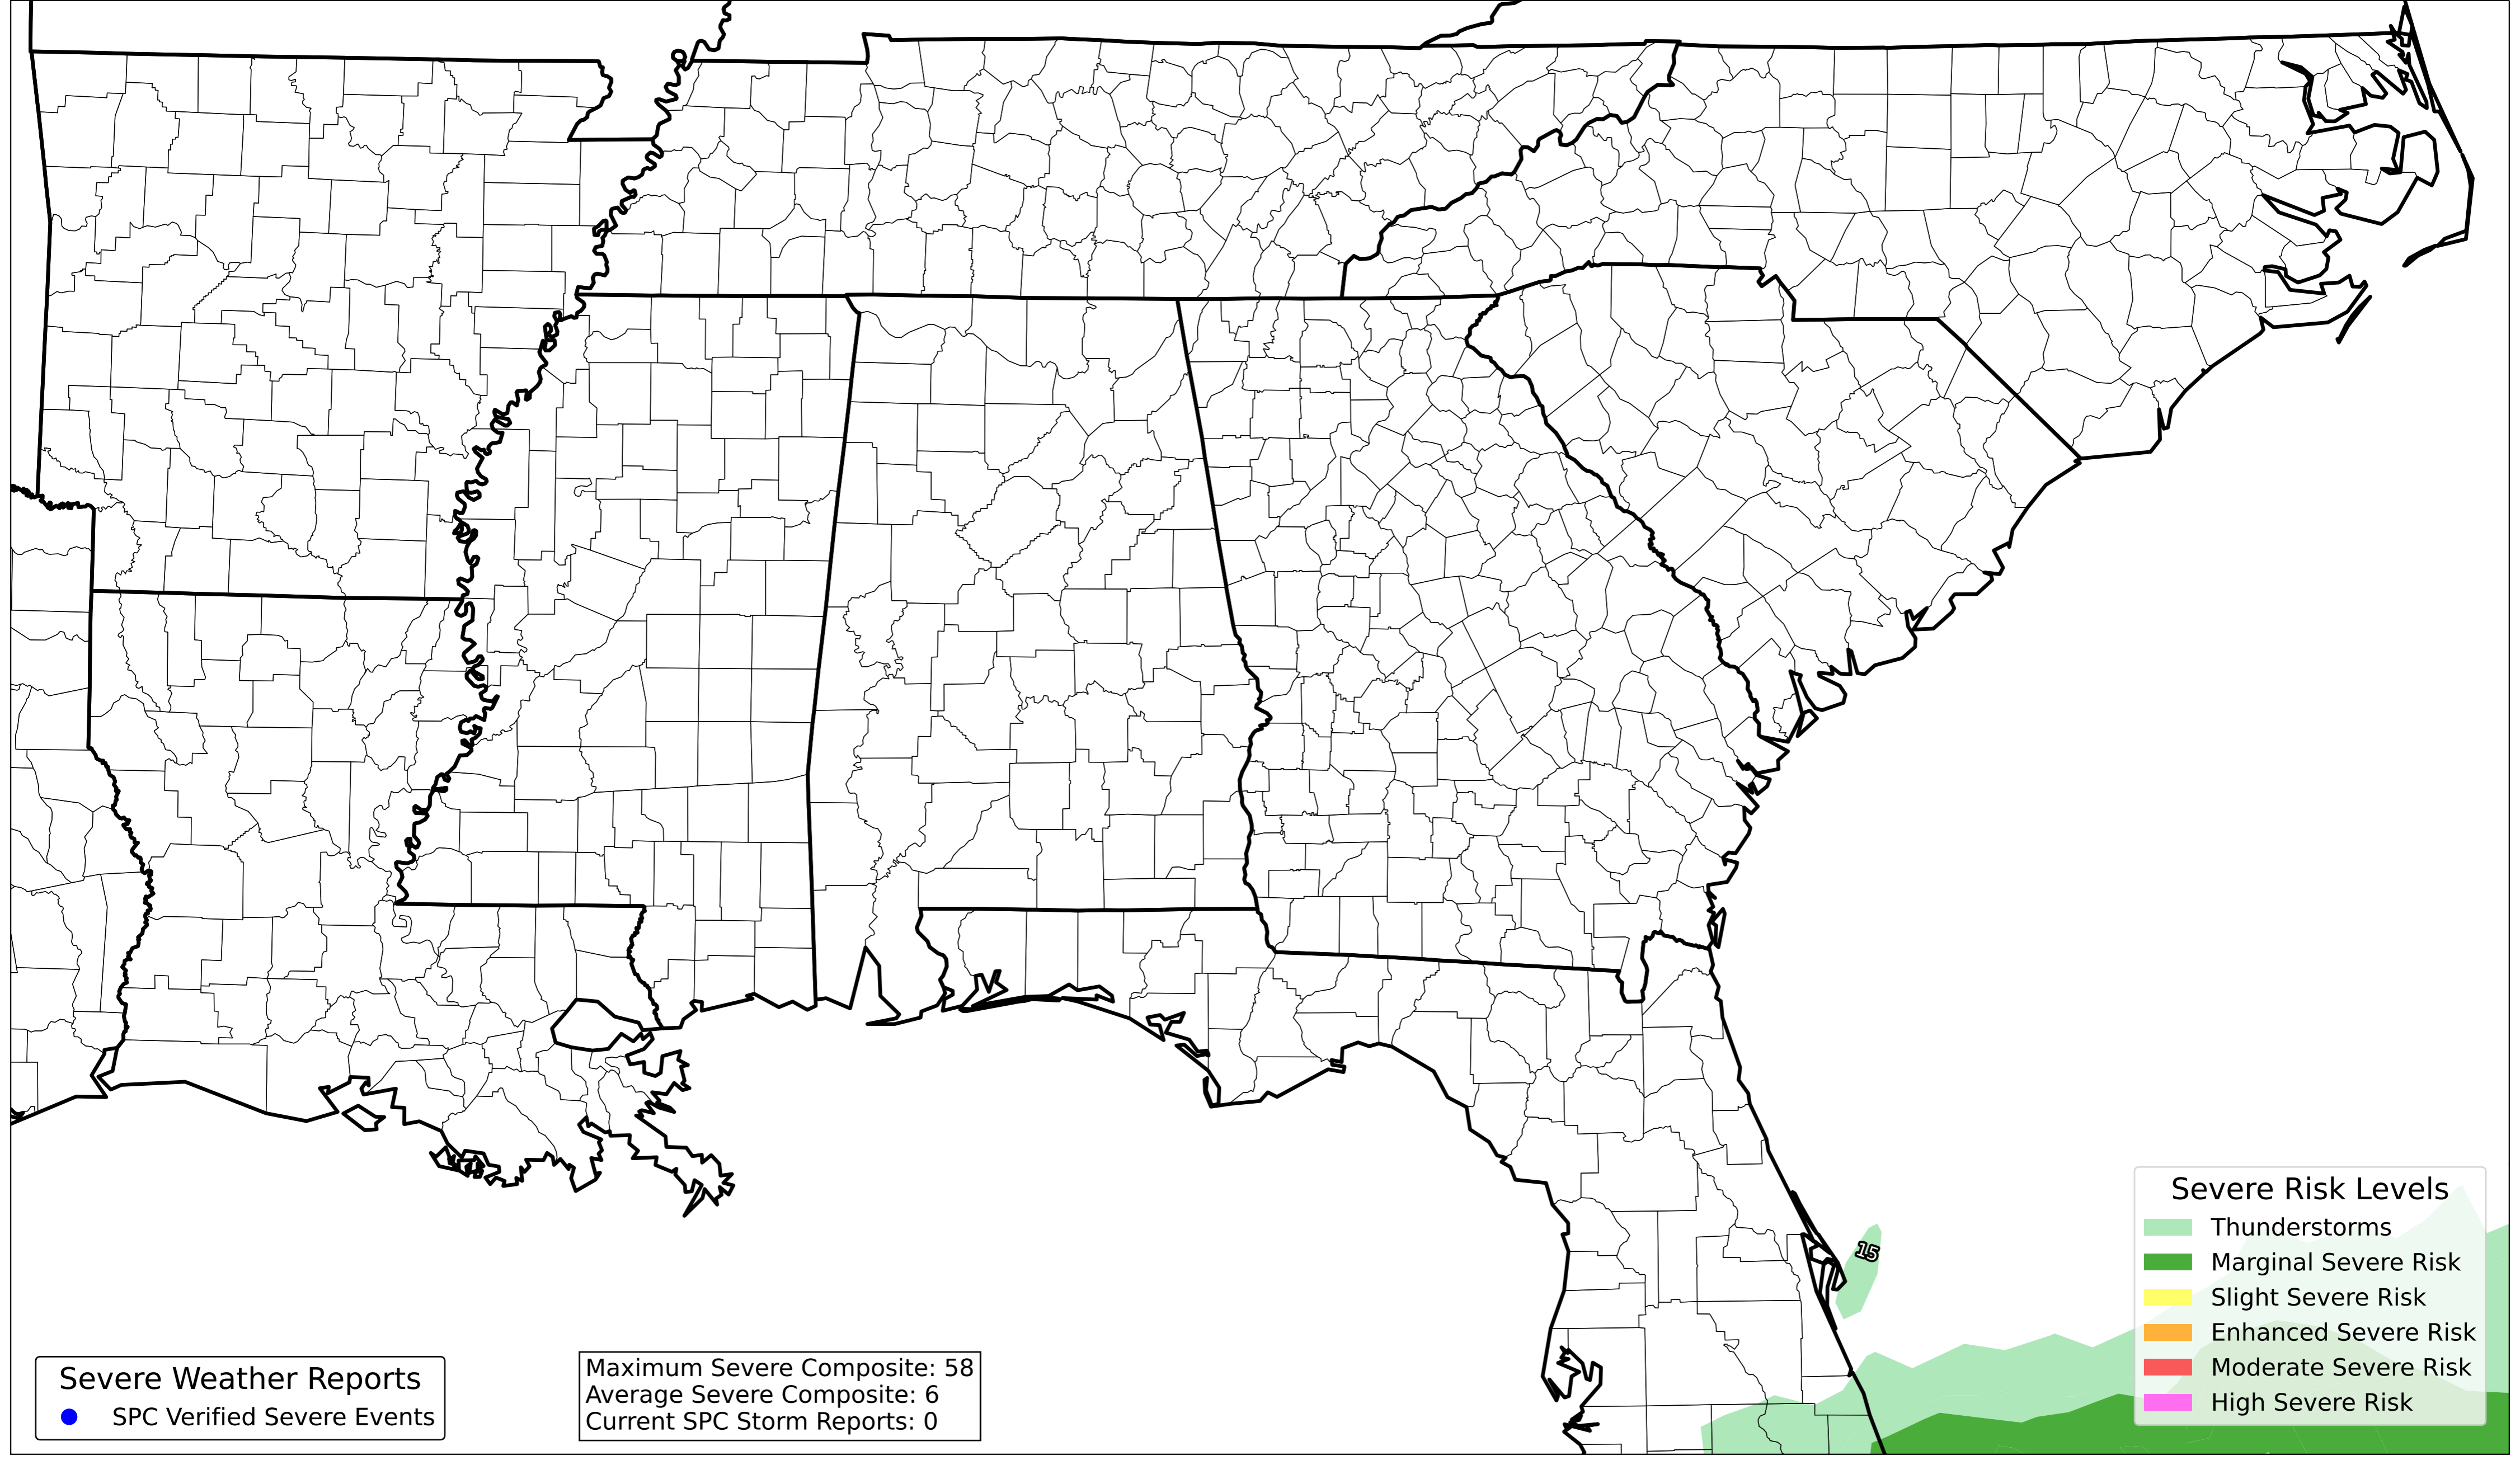 15
Severe Risk Levels
Thunderstorms
Marginal Severe Risk
Slight Severe Risk
Enhanced Severe Risk
Moderate Severe Risk
High Severe Risk
Severe Weather Reports
SPC Verified Severe Events
Maximum Severe Composite: 58
Average Severe Composite: 6
Current SPC Storm Reports: 0